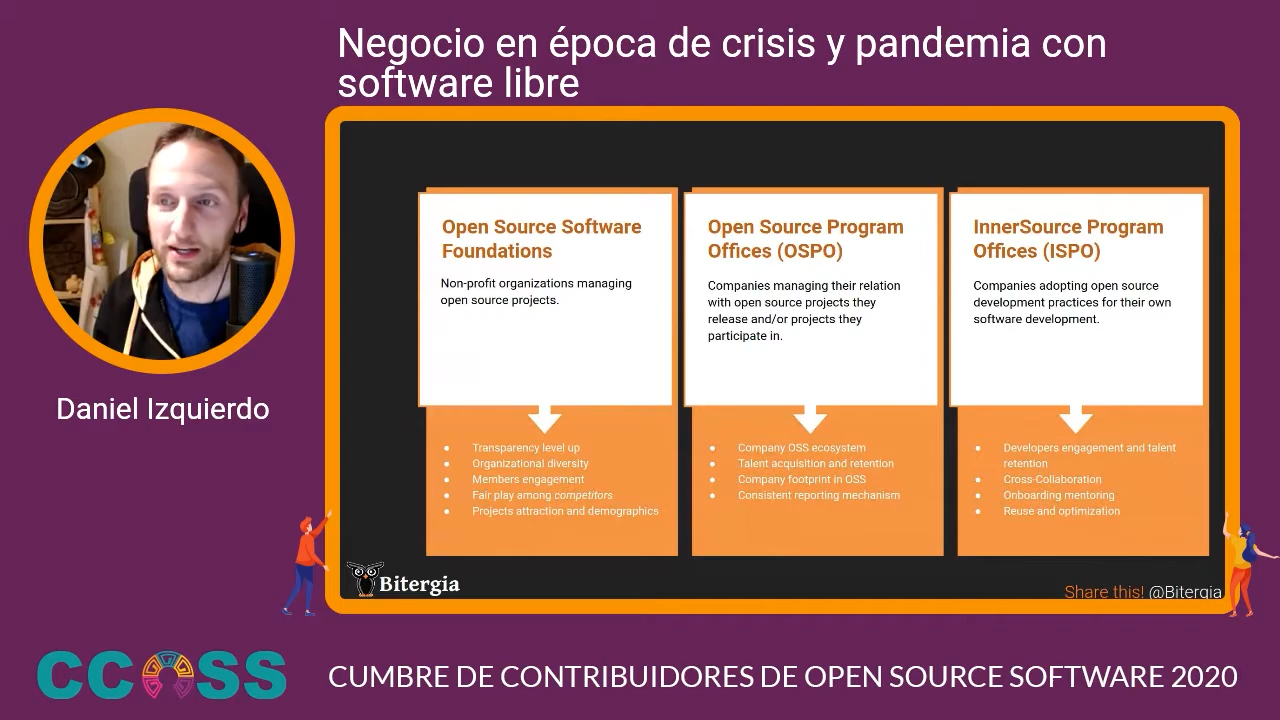 Negocio en época de crisis y pandemia con
software libre
Daniel Izquierdo
Open Source Software
Foundations
Non-profit organizations managing
open source projects.
● Transparency level up
● Organizational diversity
● Members engagement
● Fair play among competitors
● Projects attraction and demographics
Open Source Program
Offices (OSPO)
Companies managing their relation
with open source projects they
release and/or projects they
participate in.
● Company OSS ecosystem
● Talent acquisition and retention
● Company footprint in OSS
● Consistent reporting mechanism
InnerSource Program
Offices (ISPO)
Companies adopting open source
development practices for their own
software development.
● Developers engagement and talent
retention
● Cross-Collaboration
● Onboarding mentoring
● Reuse and optimization
Bitergia
Share this! @Bitergia
CCOSS
CUMBRE DE CONTRIBUIDORES DE OPEN SOURCE SOFTWARE 2020